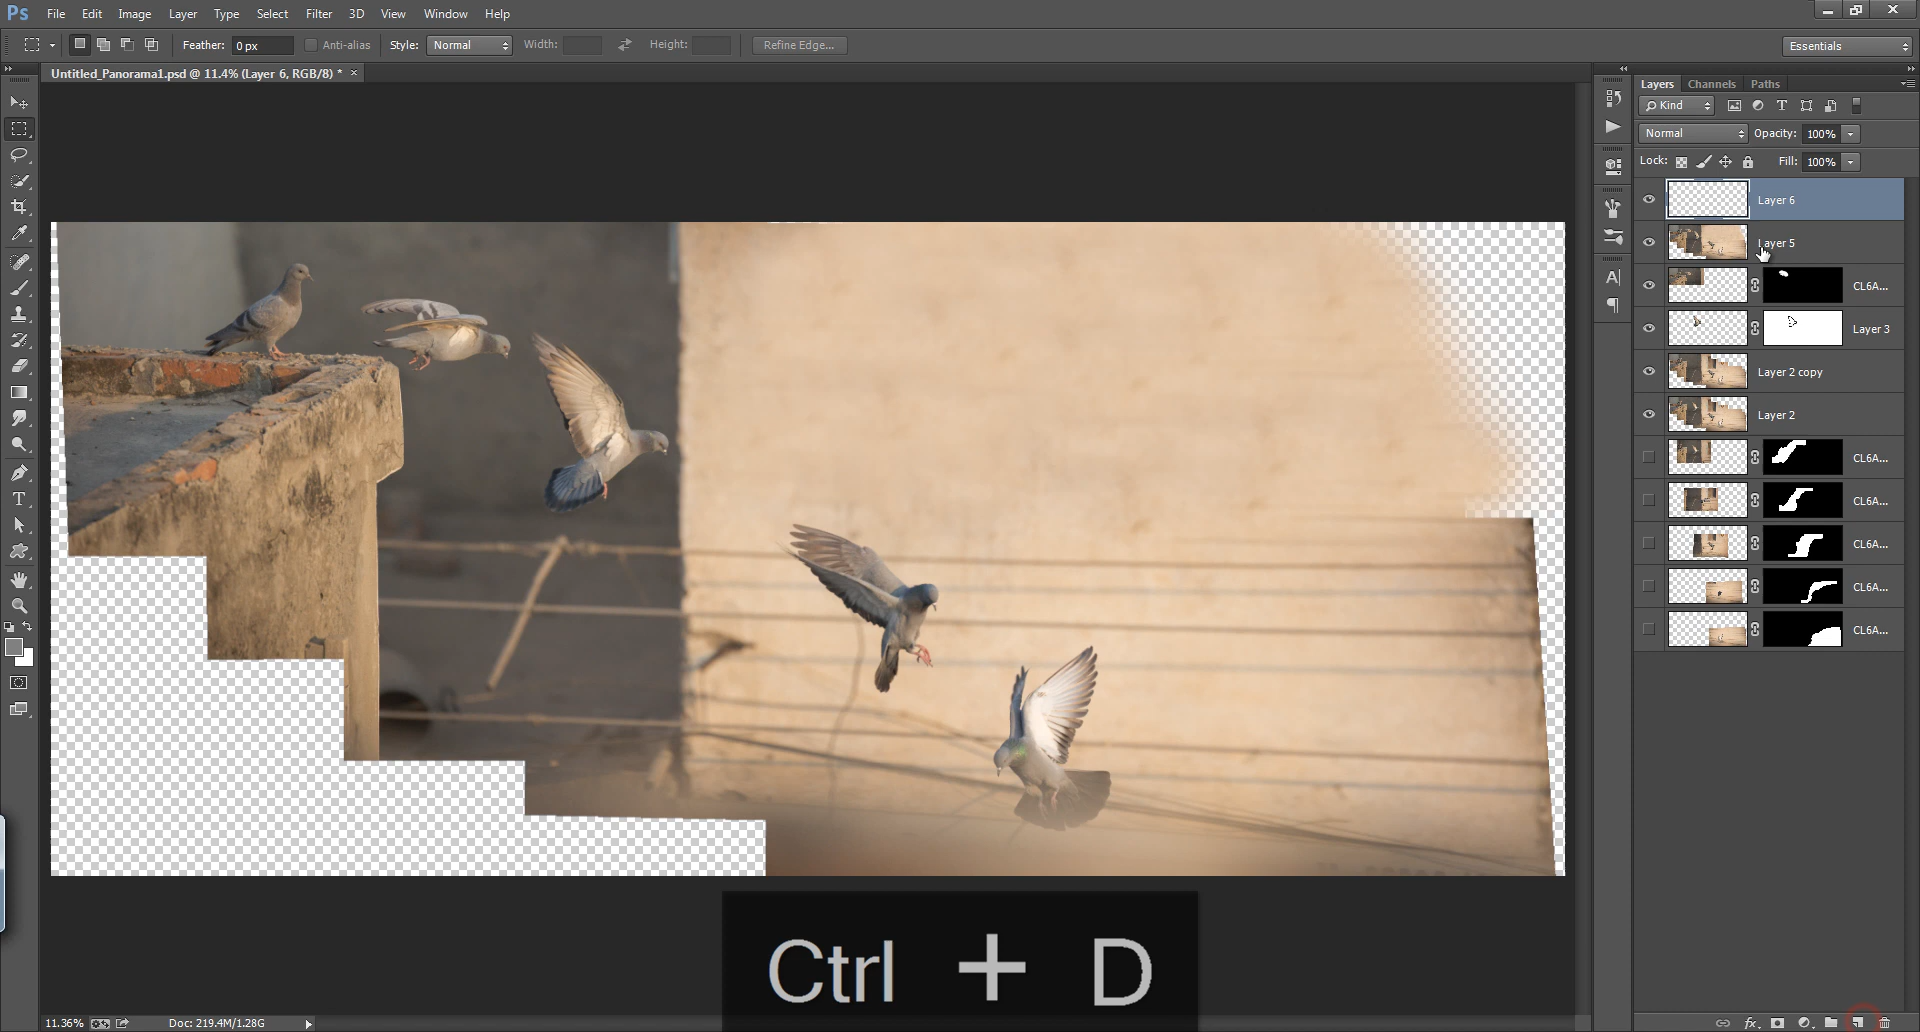 Ps File Edit Image Layer Type Select Filter 3D View Window Help
Feather: 0 px Anti-alias Style: Normal Width: Height: Refine Edge... Essentials
Untitled_Panorama1.psd @ 11.4% (Layer 6, RGB/8) * ×
Layers Channels Paths
Kind
Normal Opacity: 100%
Lock: Fill: 100%
Layer 6
Layer 5
CL6A...
Layer 3
Layer 2 copy
Layer 2
CL6A...
CL6A...
CL6A...
CL6A...
CL6A...
Ctrl + D
11.36% Doc: 219.4M/1.28G